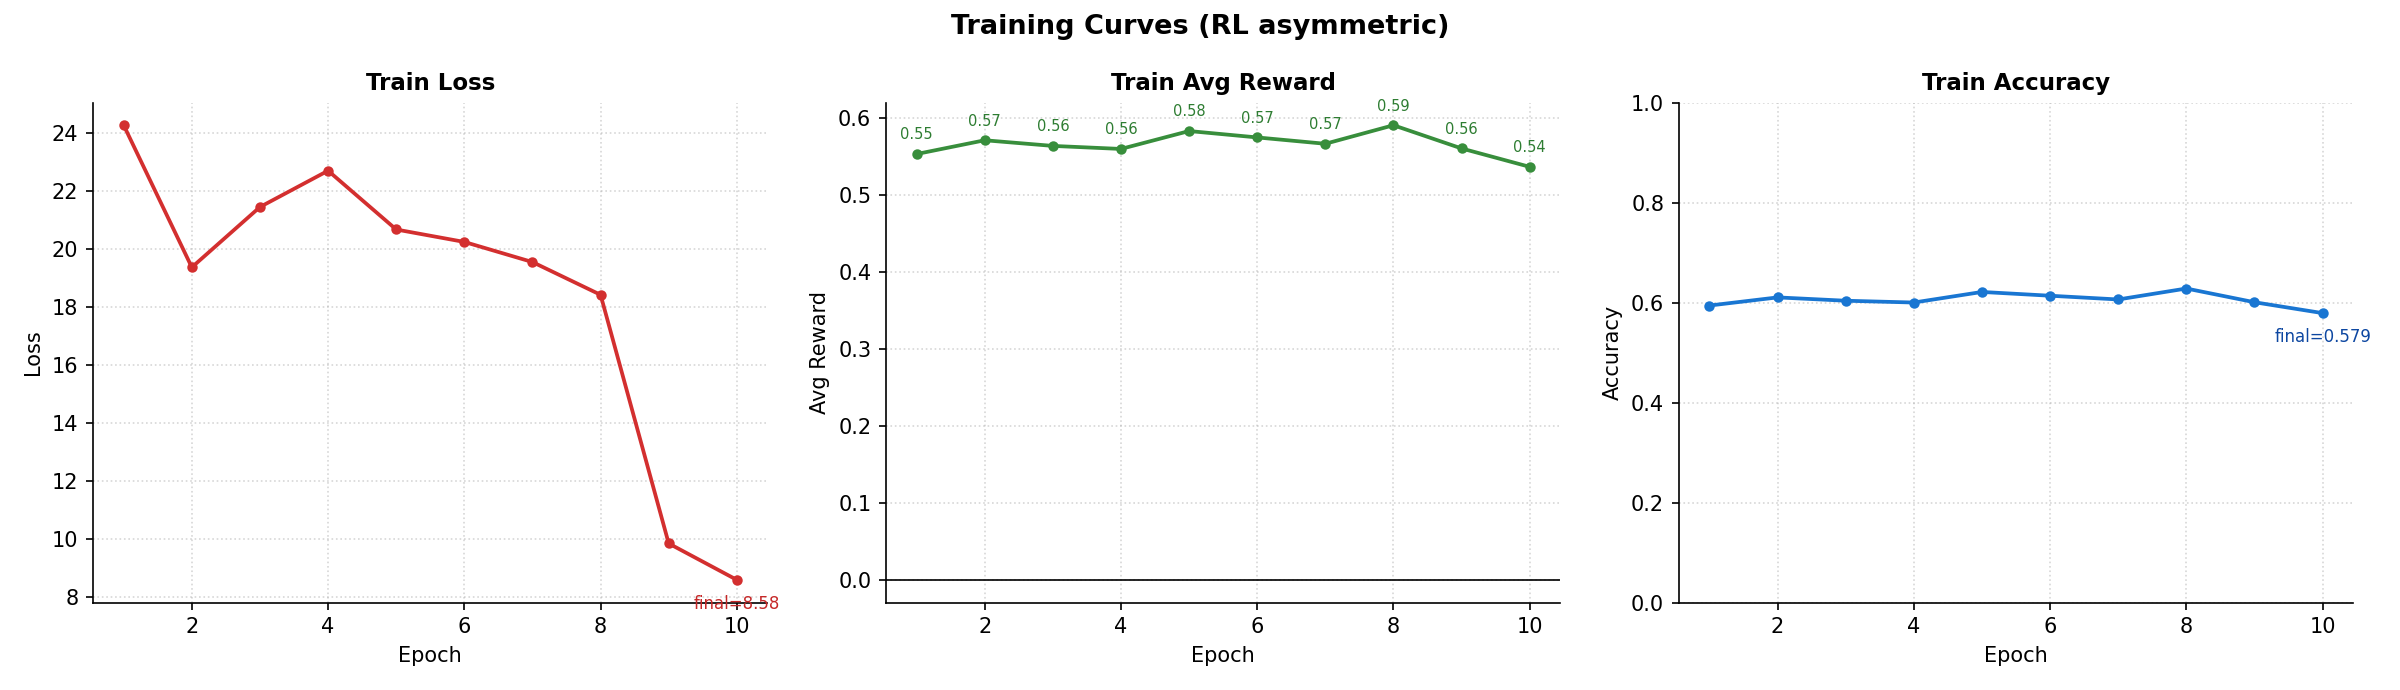 Training Curves (RL asymmetric)
Train Loss
24
22
20
18
16
14
12
10
8
Loss
final=8.58
2 4 6 8 10
Epoch
Train Avg Reward
0.6
0.5
0.4
0.3
0.2
0.1
0.0
Avg Reward
0.55 0.57 0.56 0.56 0.58 0.57 0.57 0.59 0.56 0.54
2 4 6 8 10
Epoch
Train Accuracy
1.0
0.8
0.6
0.4
0.2
0.0
Accuracy
final=0.579
2 4 6 8 10
Epoch